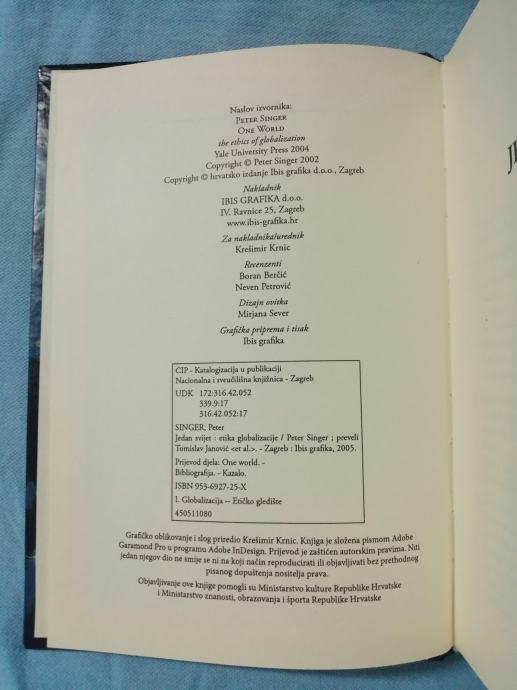 Naslov izvornika:
PETER SINGER
ONE WORLD
the ethics of globalization
Yale University Press 2004
Copyright © Peter Singer 2002
Copyright © hrvatsko izdanje Ibis grafika d.o.o., Zagreb
Nakladnik
IBIS GRAFIKA d.o.o.
IV. Ravnice 25, Zagreb
www.ibis-grafika.hr
Za nakladnika/urednik
Krešimir Krnic
Recenzenti
Boran Berčić
Neven Petrović
Dizajn ovitka
Mirjana Sever
Grafička priprema i tisak
Ibis grafika
CIP - Katalogizacija u publikaciji
Nacionalna i sveučilišna knjižnica - Zagreb
UDK 172:316.42.052
339.9:17
316.42.052:17
SINGER, Peter
Jedan svijet : etika globalizacije / Peter Singer ; preveli
Tomislav Janović <et al.>. - Zagreb : Ibis grafika, 2005.
Prijevod djela: One world. -
Bibliografija. - Kazalo.
ISBN 953-6927-25-X
I. Globalizacija -- Etičko gledište
450511080
Grafičko oblikovanje i slog priredio Krešimir Krnic. Knjiga je složena pismom Adobe
Garamond Pro u programu Adobe InDesign. Prijevod je zaštićen autorskim pravima. Niti
jedan njegov dio ne smije se ni na koji način reproducirati ili objavljivati bez prethodnog
pisanog dopuštenja nositelja prava.
Objavljivanje ove knjige pomogli su Ministarstvo kulture Republike Hrvatske
i Ministarstvo znanosti, obrazovanja i športa Republike Hrvatske